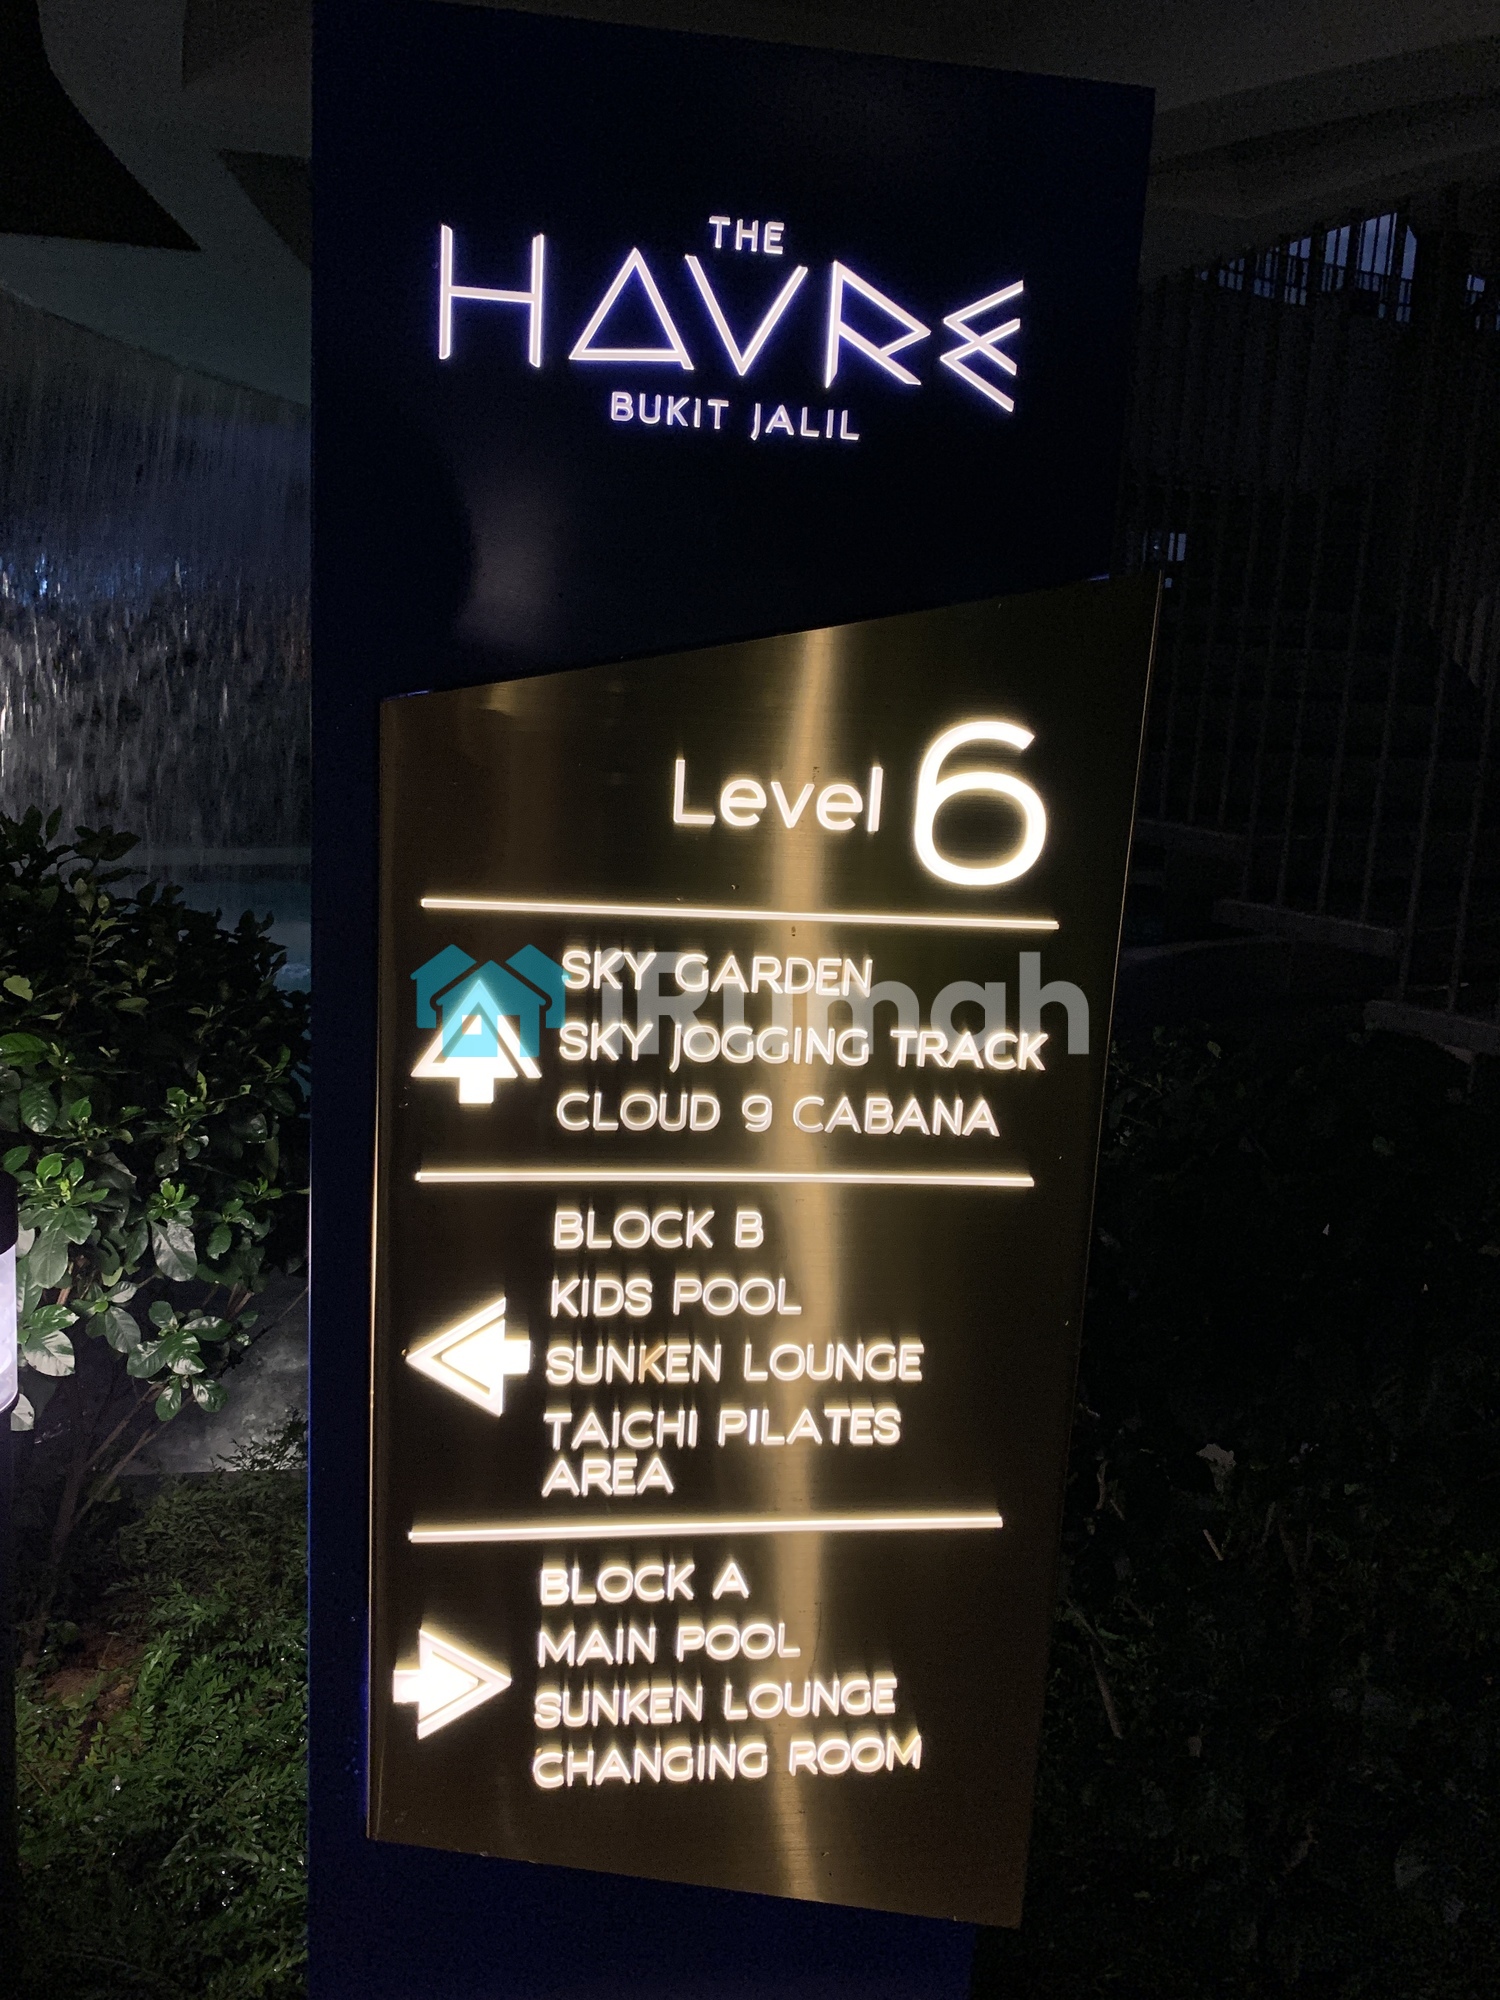 THE
HAVRE
BUKIT JALIL
Level 6
iRumah
SKY GARDEN
SKY JOGGING TRACK
CLOUD 9 CABANA
BLOCK B
KIDS POOL
SUNKEN LOUNGE
TAICHI PILATES
AREA
BLOCK A
MAIN POOL
SUNKEN LOUNGE
CHANGING ROOM